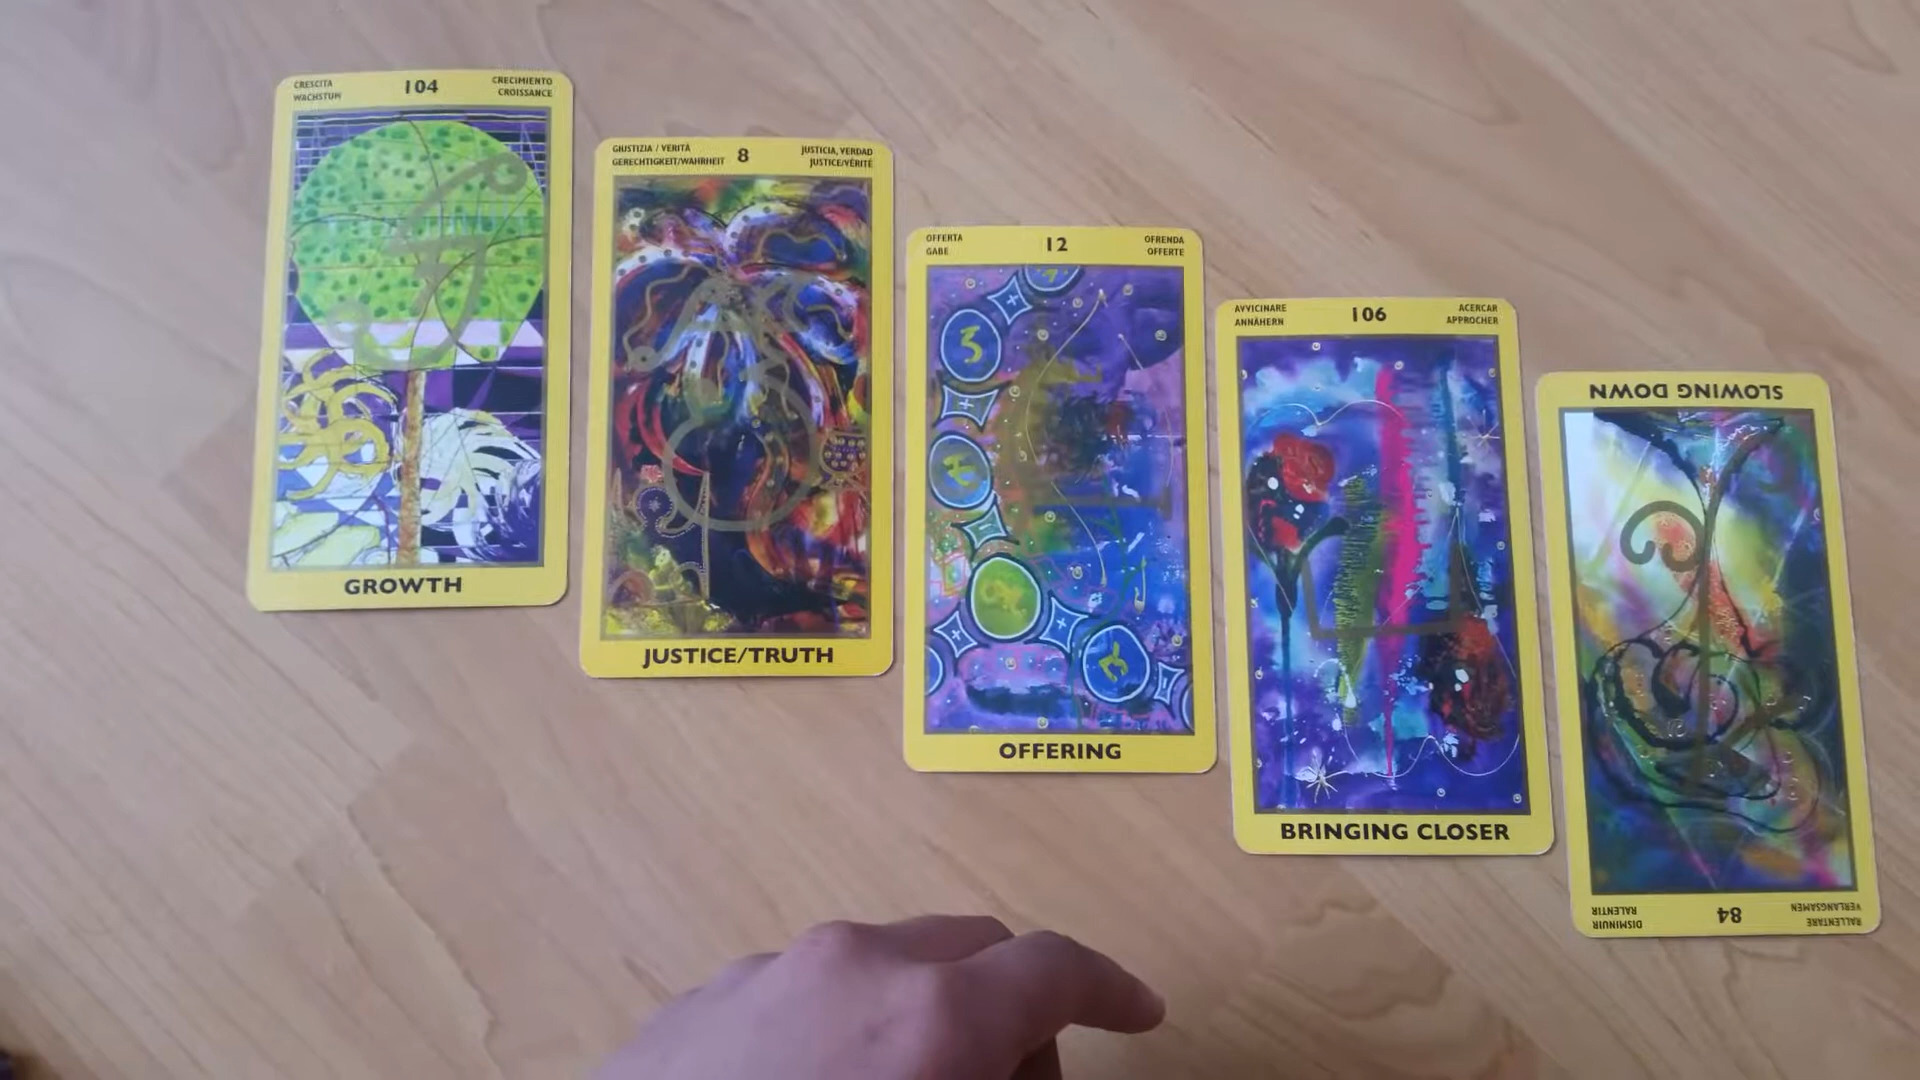 CRESCITA 104 CRECIMIENTO
WACHSTUM CROISSANCE
GROWTH
GIUSTIZIA / VERITÀ 8 JUSTICIA, VERDAD
GERECHTIGKEIT/WAHRHEIT JUSTICE/VÉRITÉ
JUSTICE/TRUTH
OFFERTA 12 OFRENDA
GABE OFFERTE
OFFERING
AVVICINARE 106 ACERCAR
ANNÄHERN APPROCHER
BRINGING CLOSER
RALLENTARE 84 DISMINUIR
VERLANGSAMEN RALENTIR
SLOWING DOWN